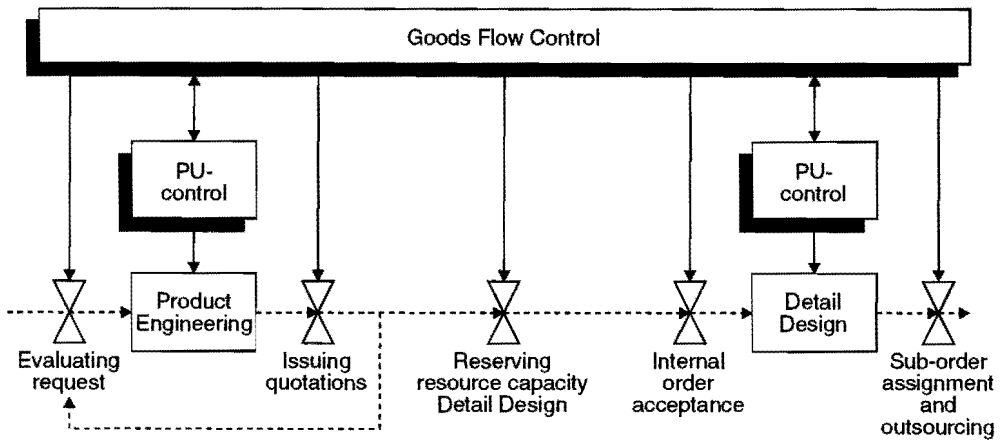 Goods Flow Control
PU-
control
PU-
control
Product
Engineering
Detail
Design
Evaluating
request
Issuing
quotations
Reserving
resource capacity
Detail Design
Internal
order
acceptance
Sub-order
assignment
and
outsourcing